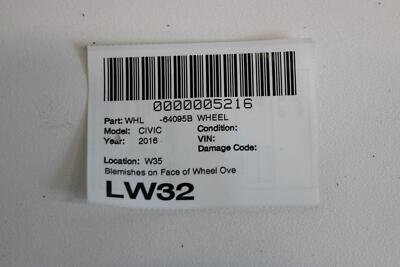 0000005216
Part: WHL -64095B WHEEL
Model: CIVIC Condition:
Year: 2016 VIN:
Damage Code:
Location: W35
Blemishes on Face of Wheel Ove
LW32